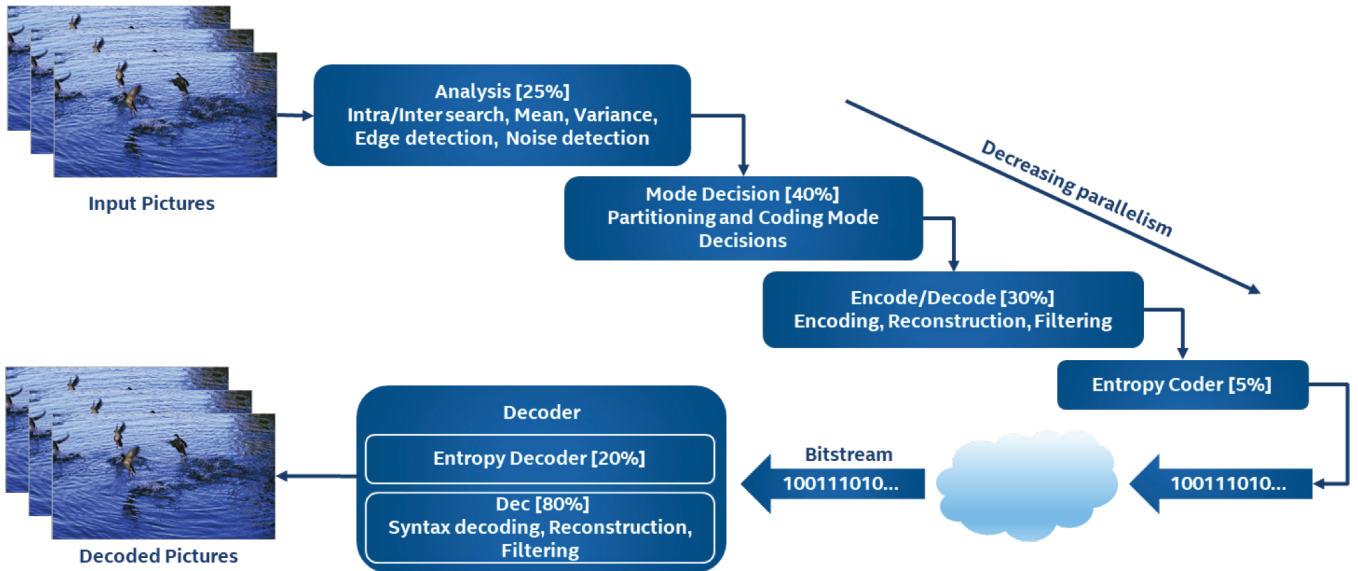 Input Pictures
Analysis [25%]
Intra/Inter search, Mean, Variance,
Edge detection, Noise detection
Mode Decision [40%]
Partitioning and Coding Mode
Decisions
Decreasing parallelism
Encode/Decode [30%]
Encoding, Reconstruction, Filtering
Entropy Coder [5%]
100111010...
Bitstream
100111010...
Decoder
Entropy Decoder [20%]
Dec [80%]
Syntax decoding, Reconstruction,
Filtering
Decoded Pictures